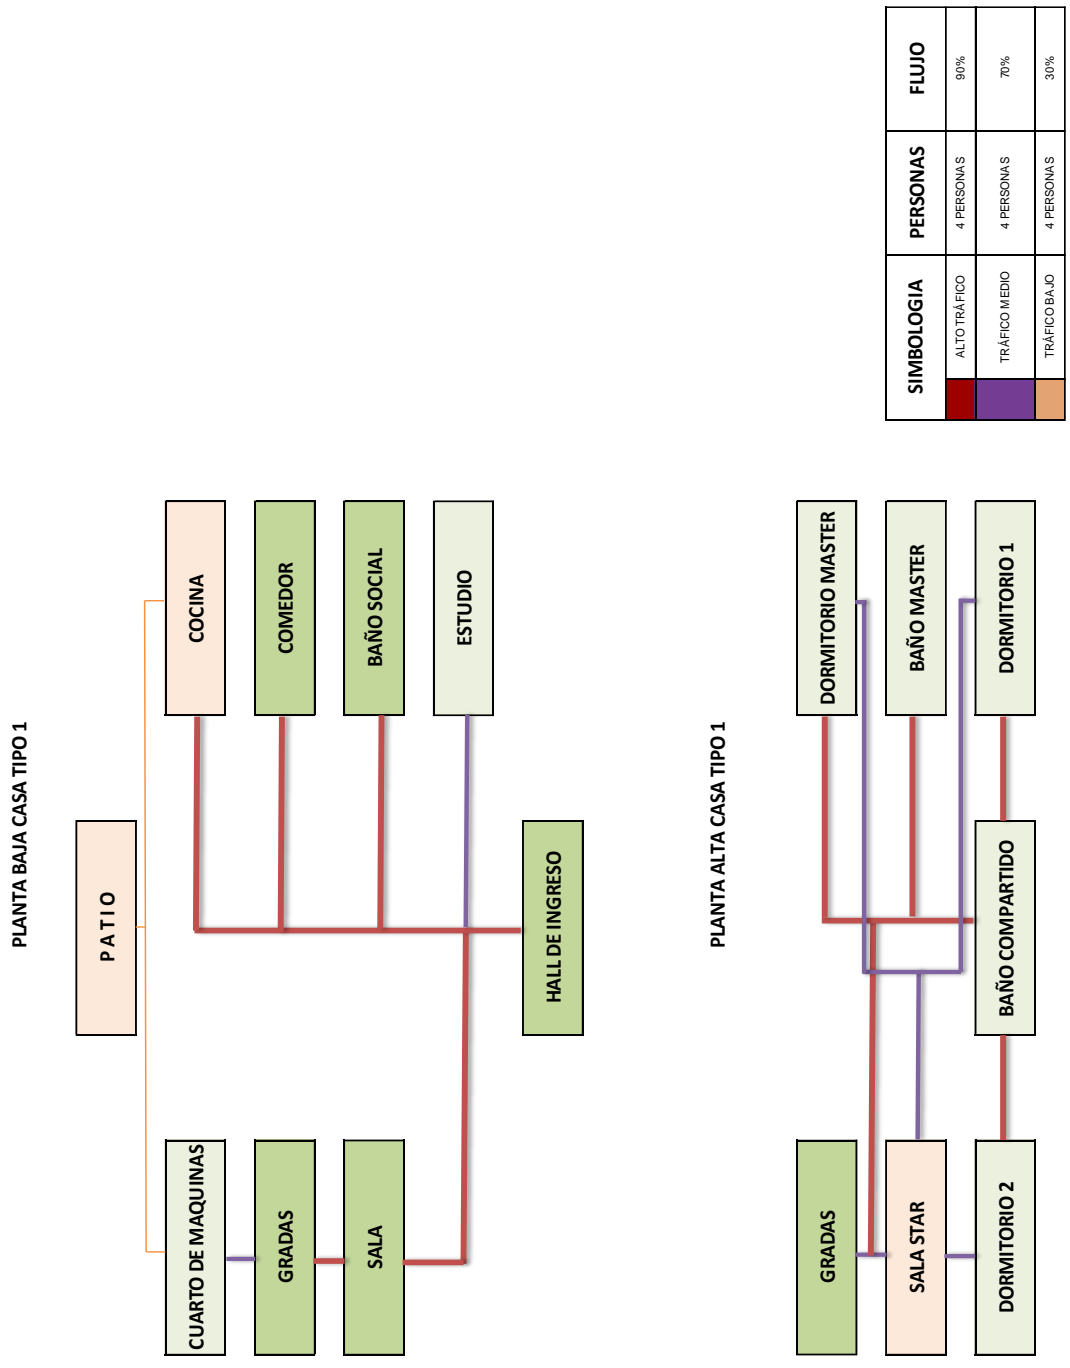 PLANTA BAJA CASA TIPO 1
P A T I O
CUARTO DE MAQUINAS
COCINA
GRADAS
COMEDOR
SALA
BAÑO SOCIAL
ESTUDIO
HALL DE INGRESO
PLANTA ALTA CASA TIPO 1
GRADAS
DORMITORIO MASTER
SALA STAR
BAÑO MASTER
DORMITORIO 2
BAÑO COMPARTIDO
DORMITORIO 1
SIMBOLOGIA PERSONAS FLUJO
ALTO TRÁFICO 4 PERSONAS 90%
TRÁFICO MEDIO 4 PERSONAS 70%
TRÁFICO BAJO 4 PERSONAS 30%